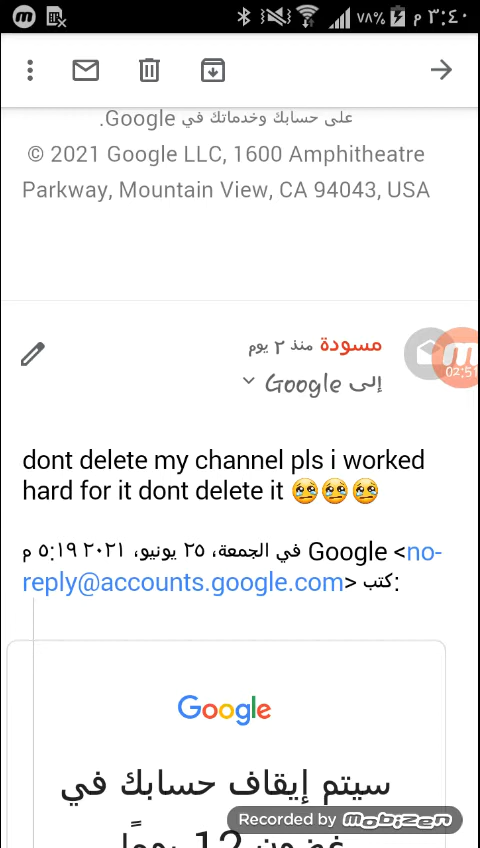 ٧٨% م ٣:٤٠
على حسابك وخدماتك في Google.
© 2021 Google LLC, 1600 Amphitheatre
Parkway, Mountain View, CA 94043, USA
مسودة منذ ٢ يوم
02:51
إلى Google
dont delete my channel pls i worked
hard for it dont delete it 😢😢😢
في الجمعة، ٢٥ يونيو، ٢٠٢١ ٥:١٩ م Google <no-
reply@accounts.google.com> كتب:
Google
سيتم إيقاف حسابك في
غضون 12 يومًا
Recorded by mobizen